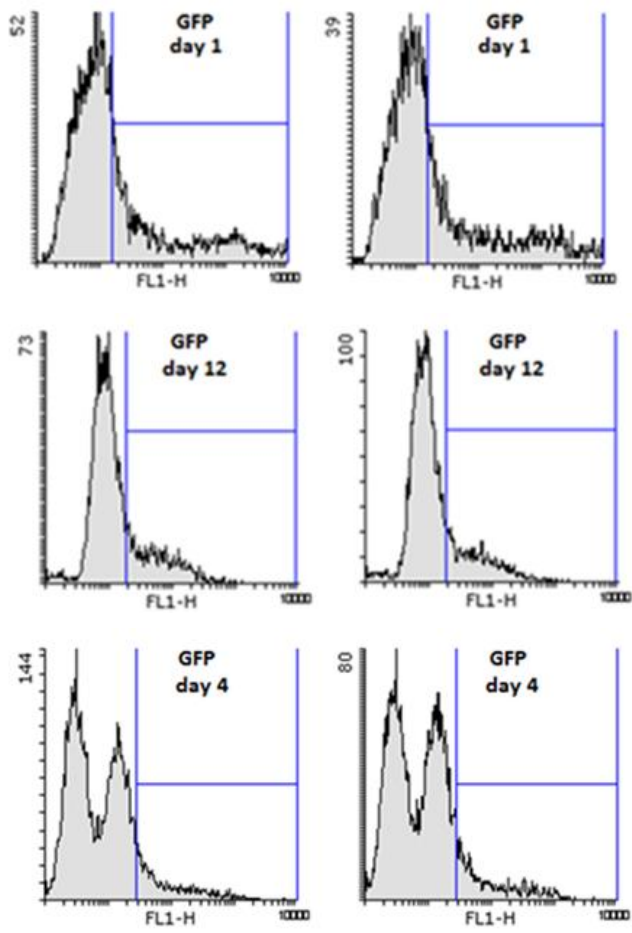 52
GFP
day 1
FL1-H
10000
39
GFP
day 1
FL1-H
10000
73
GFP
day 12
FL1-H
10000
100
GFP
day 12
FL1-H
10000
144
GFP
day 4
FL1-H
10000
80
GFP
day 4
FL1-H
10000